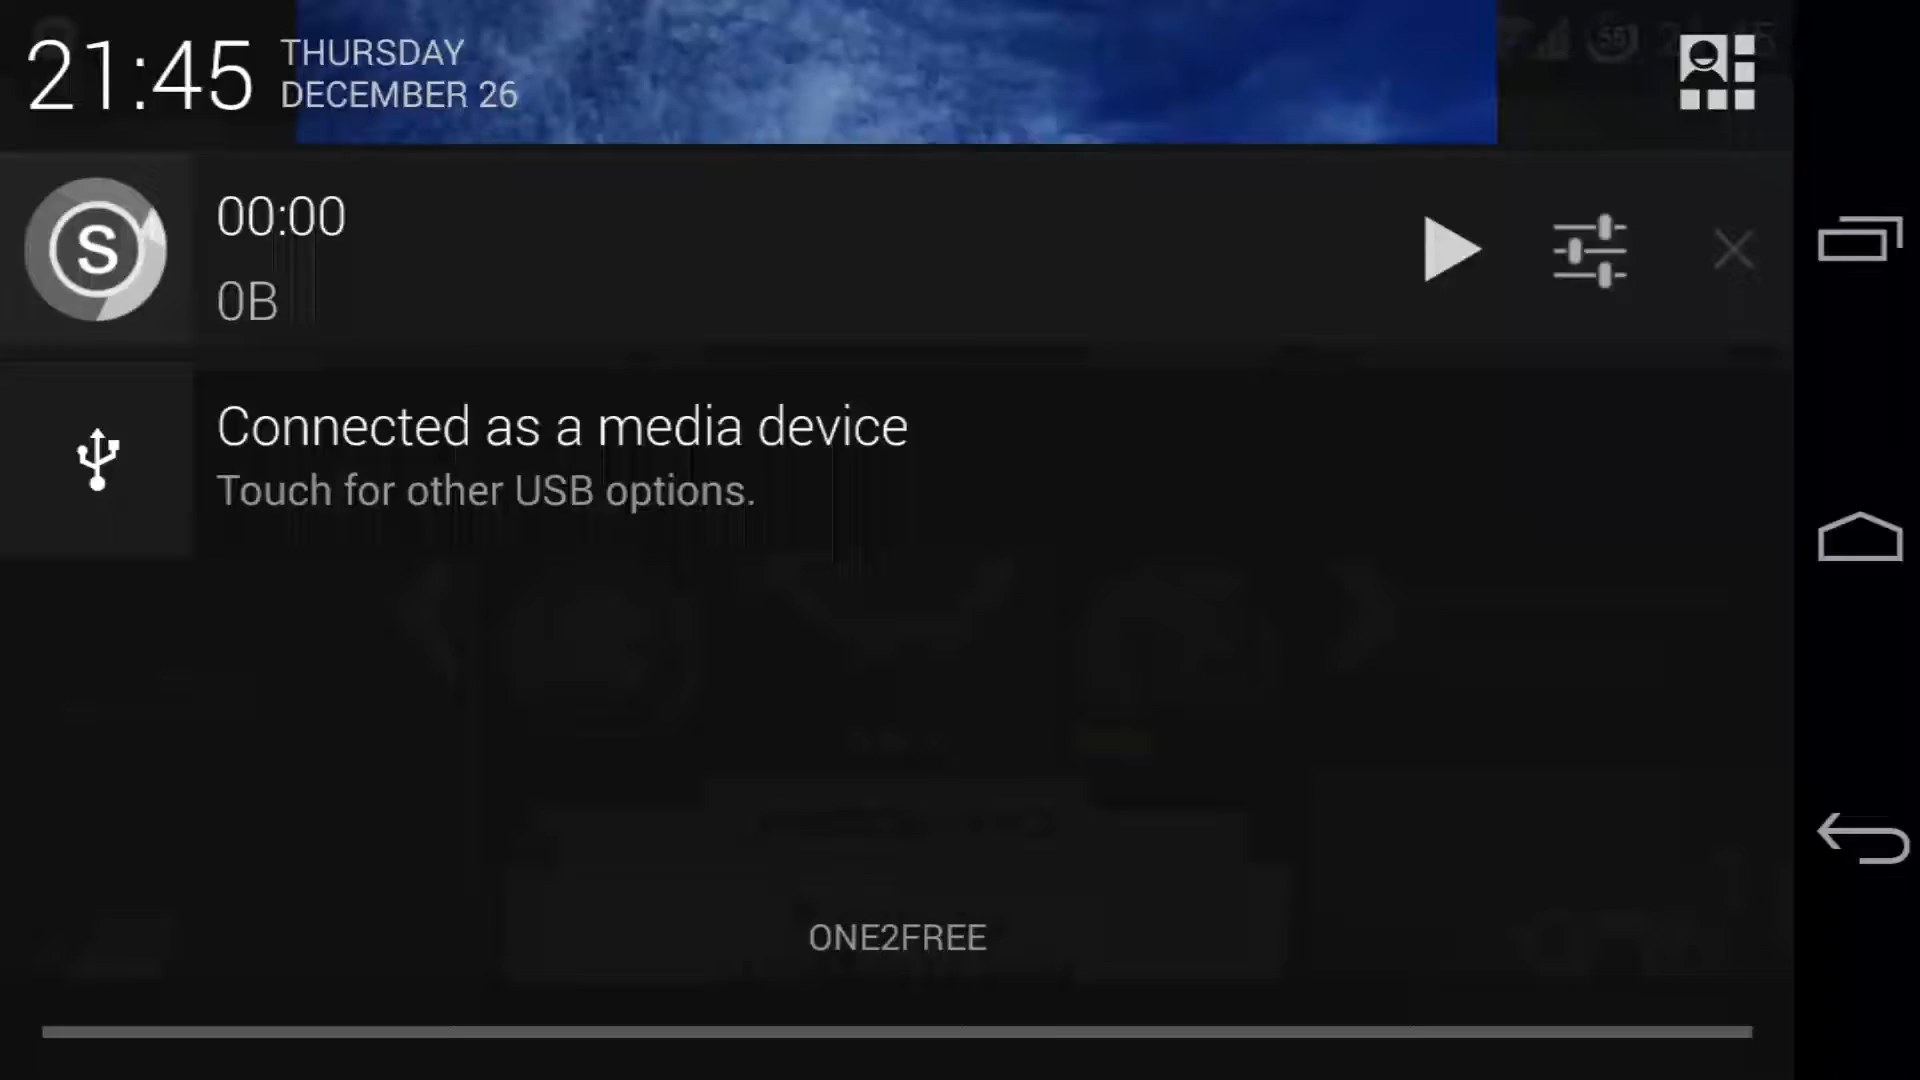 21:45
THURSDAY
DECEMBER 26
S
00:00
0B
Connected as a media device
Touch for other USB options.
ONE2FREE